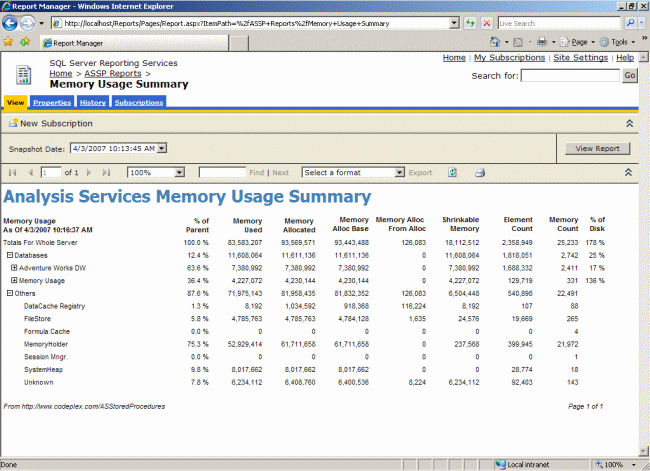 Report Manager - Windows Internet Explorer
http://localhost/Reports/Pages/Report.aspx?ItemPath=%2fASSP+Reports%2fMemory+Usage+Summary
Live Search
Report Manager
Page
Tools
SQL Server Reporting Services
Home | My Subscriptions | Site Settings | Help
Home > ASSP Reports >
Memory Usage Summary
Search for:
Go
View Properties History Subscriptions
New Subscription
Snapshot Date: 4/3/2007 10:13:45 AM
View Report
1 of 1 100% Find | Next Select a format Export
Analysis Services Memory Usage Summary
Memory Usage % of Memory Memory Memory Memory Alloc Shrinkable Element Memory % of
As Of 4/3/2007 10:16:37 AM Parent Used Allocated Alloc Base From Alloc Memory Count Count Disk
Totals For Whole Server 100.0 % 83,583,207 93,569,571 93,443,488 126,083 18,112,512 2,358,949 25,233 178 %
Databases 12.4 % 11,608,064 11,611,136 11,611,136 0 11,608,064 1,818,051 2,742 25 %
Adventure Works DW 63.6 % 7,380,992 7,380,992 7,380,992 0 7,380,992 1,688,332 2,411 17 %
Memory Usage 36.4 % 4,227,072 4,230,144 4,230,144 0 4,227,072 129,719 331 136 %
Others 87.6 % 71,975,143 81,958,435 81,832,352 126,083 6,504,448 540,898 22,491
DataCache Registry 1.3 % 8,192 1,034,592 918,368 116,224 8,192 107 88
FileStore 5.8 % 4,785,763 4,785,763 4,784,128 1,635 24,576 19,669 265
Formula Cache 0.0 % 0 0 0 0 0 0 4
MemoryHolder 75.3 % 52,929,414 61,711,658 61,711,658 0 237,568 399,945 21,972
Session Mngr. 0.0 % 0 0 0 0 0 0 1
SystemHeap 9.8 % 8,017,662 8,017,662 8,017,662 0 0 28,774 18
Unknown 7.8 % 6,234,112 6,408,760 6,400,536 8,224 6,234,112 92,403 143
From http://www.codeplex.com/ASStoredProcedures
Page 1 of 1
Done
Local intranet
100%